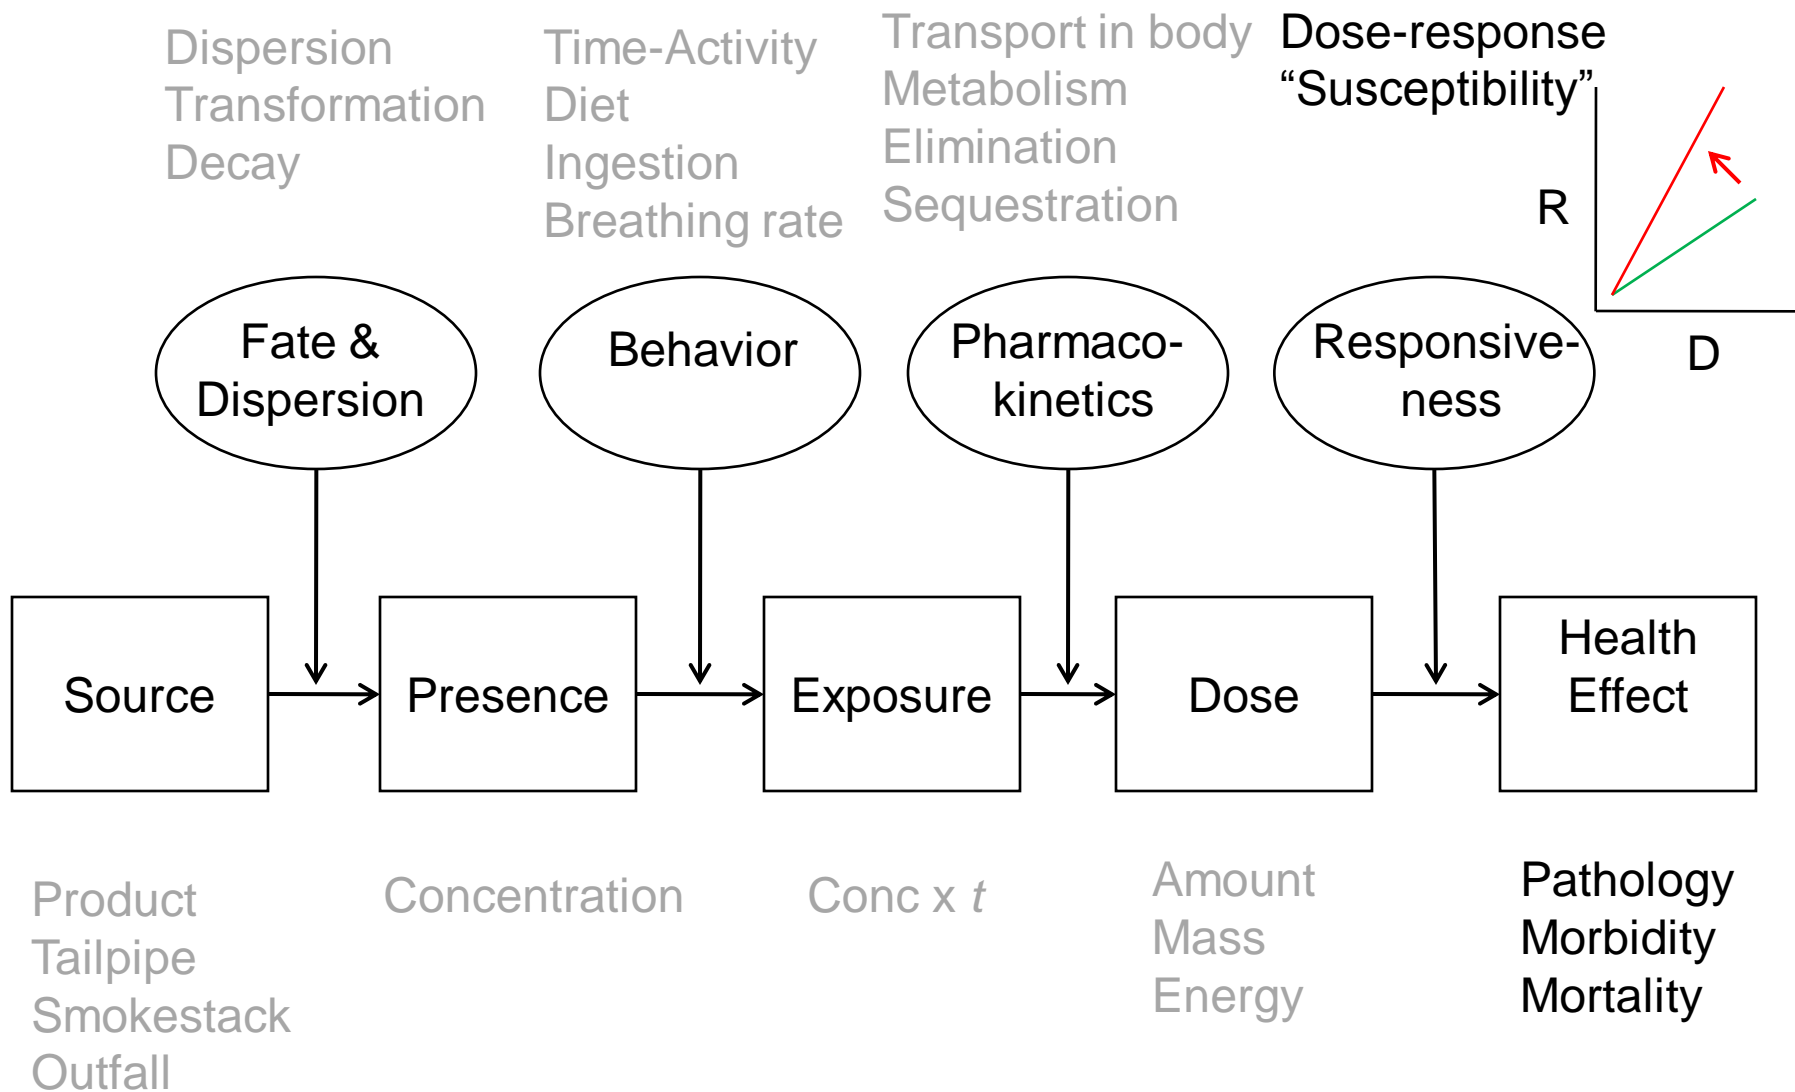 Dispersion
Transformation
Decay
Time-Activity
Diet
Ingestion
Breathing rate
Transport in body
Metabolism
Elimination
Sequestration
Dose-response
“Susceptibility”
R
D
Fate &
Dispersion
Behavior
Pharmaco-
kinetics
Responsive-
ness
Source
Presence
Exposure
Dose
Health
Effect
Product
Tailpipe
Smokestack
Outfall
Concentration
Conc x t
Amount
Mass
Energy
Pathology
Morbidity
Mortality